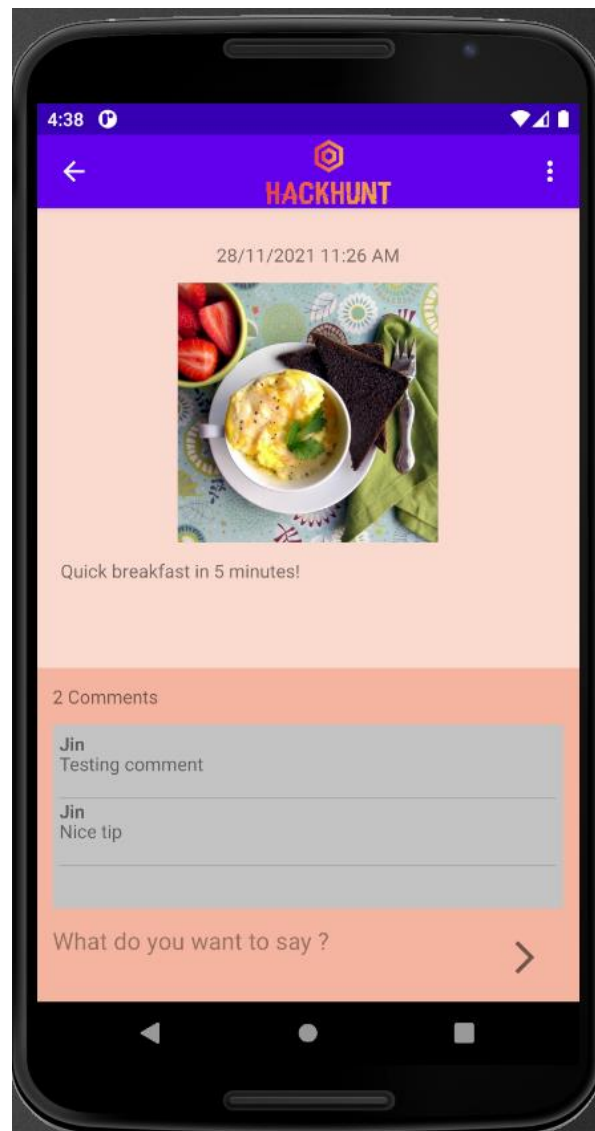 4:38
HACKHUNT
28/11/2021 11:26 AM
Quick breakfast in 5 minutes!
2 Comments
Jin
Testing comment
Jin
Nice tip
What do you want to say ?